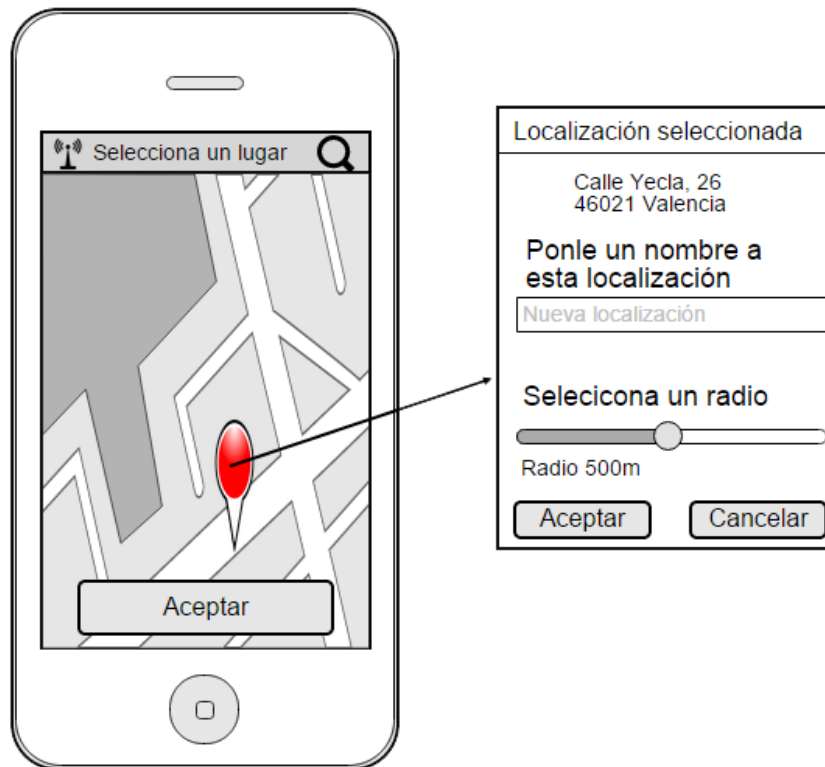 Selecciona un lugar
Aceptar
Localización seleccionada
Calle Yecla, 26
46021 Valencia
Ponle un nombre a
esta localización
Nueva localización
Selecicona un radio
Radio 500m
Aceptar
Cancelar